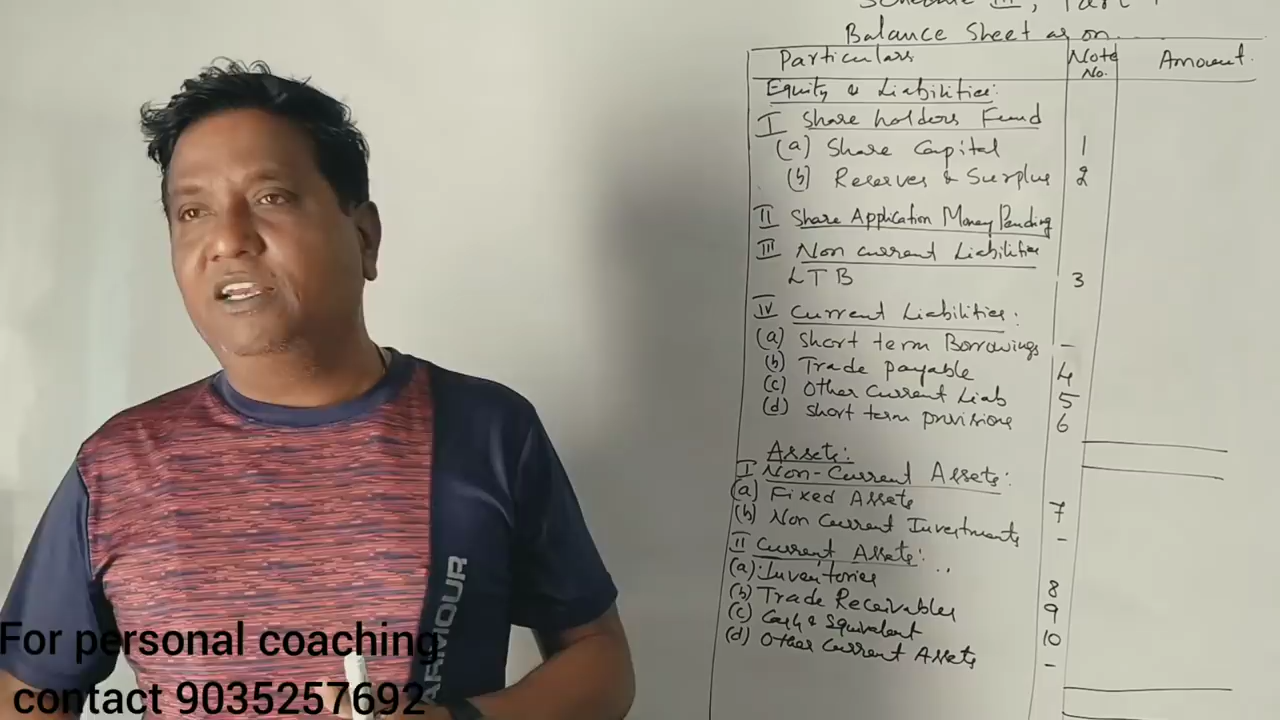 Schedule III, Part
Balance Sheet as on......
Particulars Note No. Amount.
Equity & Liabilities:
I Share holders Fund
(a) Share Capital 1
(b) Reserves & Surplus 2
II Share Application Money Pending
III Non current Liabilities
LTB 3
IV Current Liabilities:
(a) Short term Borrowings -
(b) Trade payable 4
(c) Other Current Liab 5
(d) Short term provisions 6
Assets:
I Non-Current Assets:
(a) Fixed Assets 7
(b) Non Current Investments -
II Current Assets:
(a) Inventories 8
(b) Trade Receivables 9
(c) Cash & Equivalent 10
(d) Other Current Assets -
ARMOUR
For personal coaching
contact 9035257692